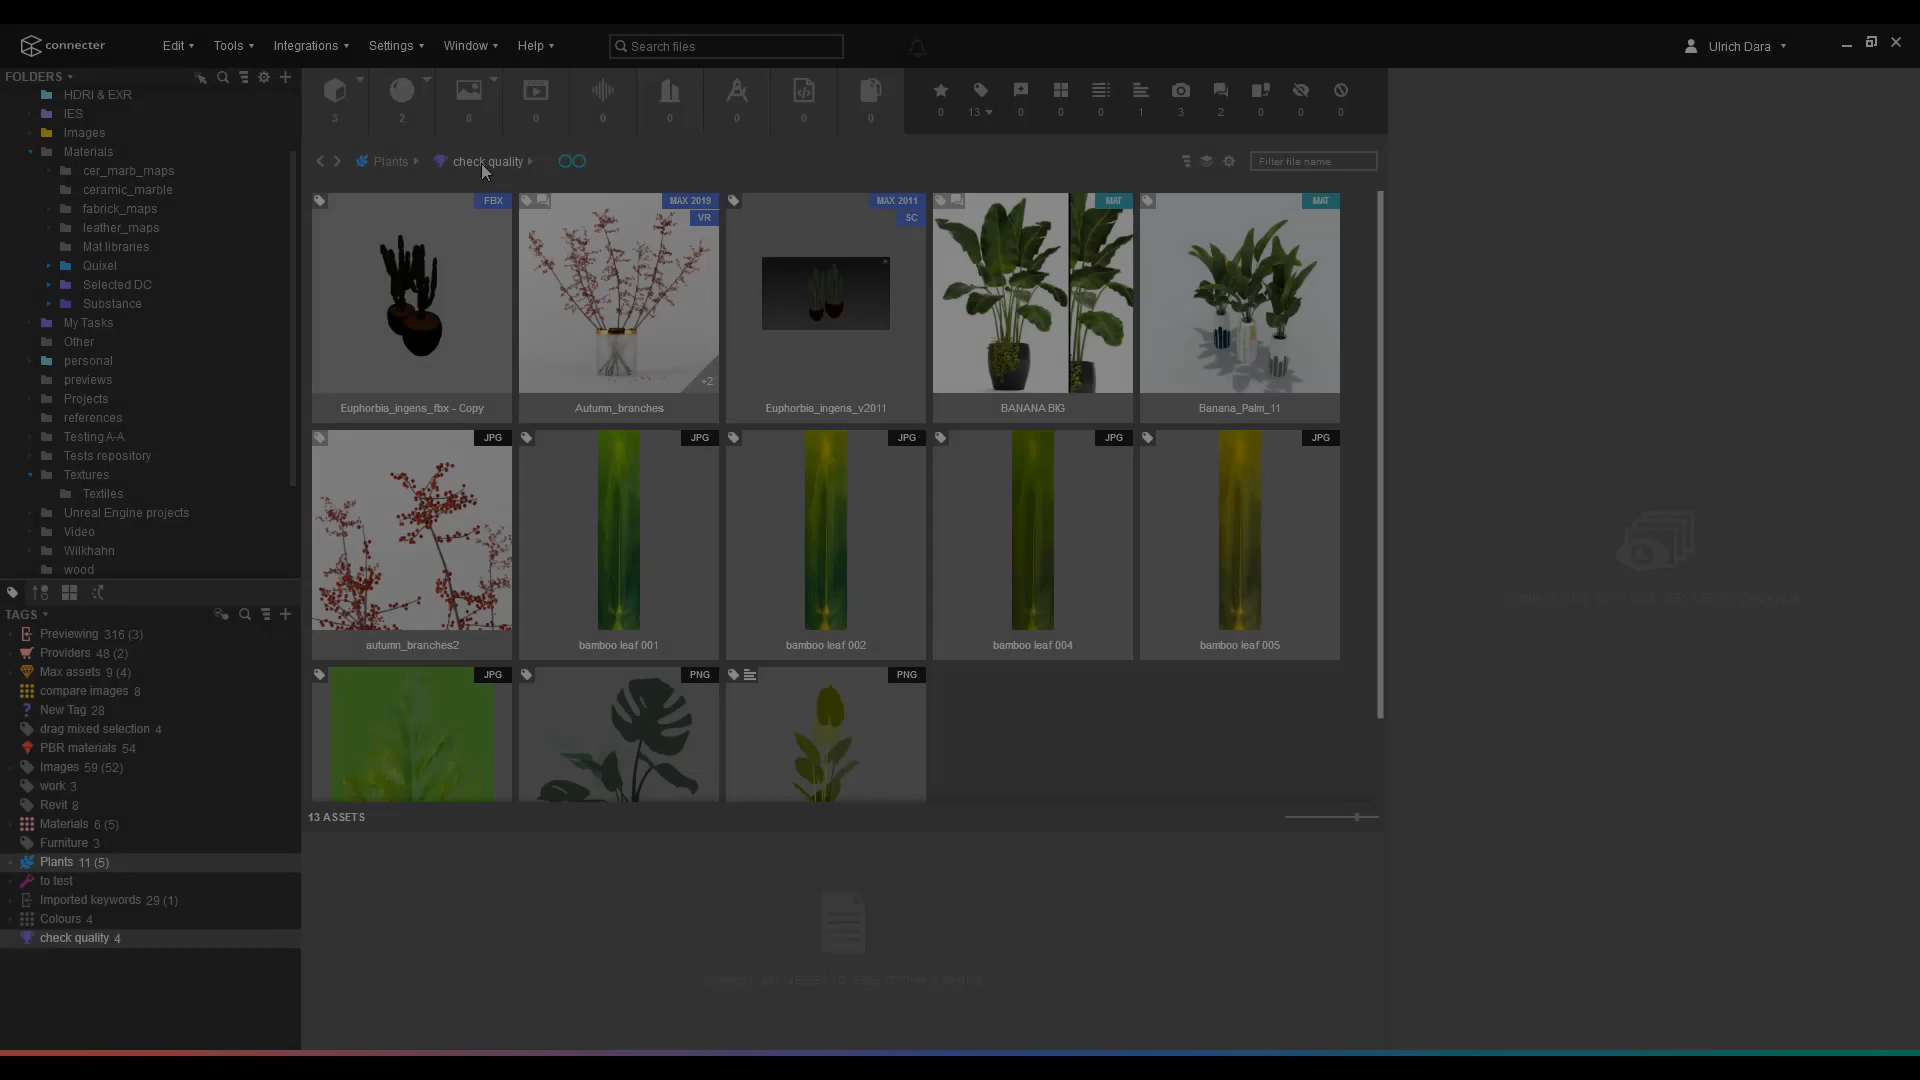 connecter
Edit
Tools
Integrations
Settings
Window
Help
Search files
Ulrich Dara
FOLDERS
HDRI & EXR
IES
Images
Materials
cer_marb_maps
ceramic_marble
fabrick_maps
leather_maps
Mat libraries
Quixel
Selected DC
Substance
My Tasks
Other
personal
previews
Projects
references
Testing A-A
Tests repository
Textures
Textiles
Unreal Engine projects
Video
Wilkhahn
wood
TAGS
Previewing 316 (3)
Providers 48 (2)
Max assets 9 (4)
compare images 8
New Tag 28
drag mixed selection 4
PBR materials 54
Images 59 (52)
work 3
Revit 8
Materials 6 (5)
Furniture 3
Plants 11 (5)
to test
Imported keywords 29 (1)
Colours 4
check quality 4
3 2 8 0 0 0 0 0 0
0 13 0 0 0 1 3 2 0 0 0
Plants check quality
Filter file name
FBX
Euphorbia_ingens_fbx - Copy
MAX 2019
VR
+2
Autumn_branches
MAX 2011
SC
Euphorbia_ingens_v2011
MAT
BANANA BIG
MAT
Banana_Palm_11
JPG
autumn_branches2
JPG
bamboo leaf 001
JPG
bamboo leaf 002
JPG
bamboo leaf 004
JPG
bamboo leaf 005
JPG
PNG
PNG
13 ASSETS